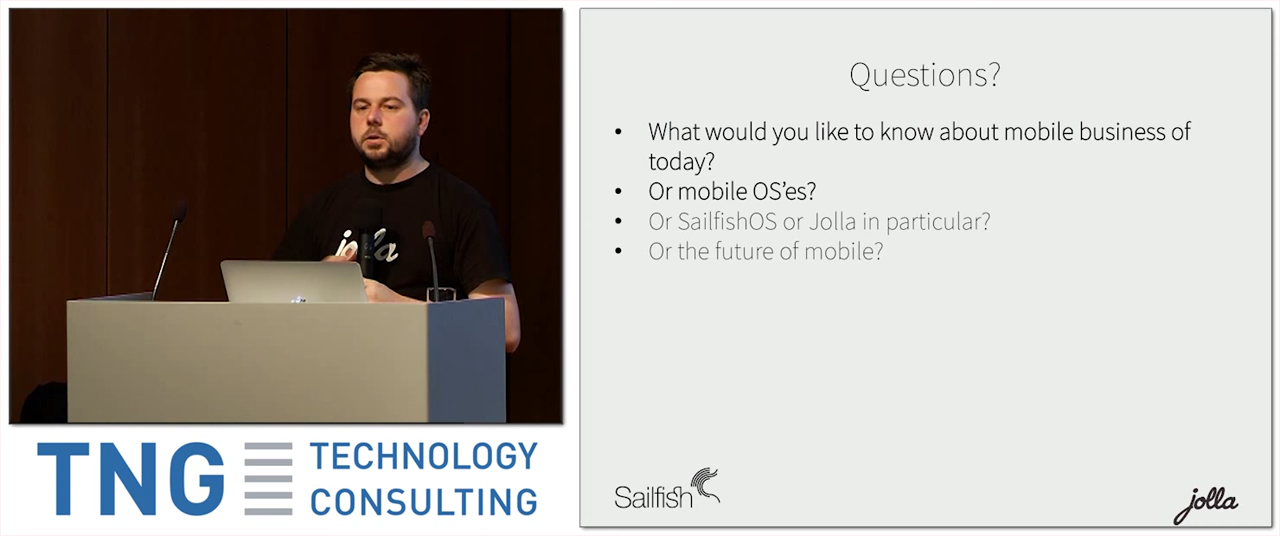 jolla
TNG TECHNOLOGY
CONSULTING
Questions?
• What would you like to know about mobile business of
today?
• Or mobile OS’es?
• Or SailfishOS or Jolla in particular?
• Or the future of mobile?
Sailfish
jolla